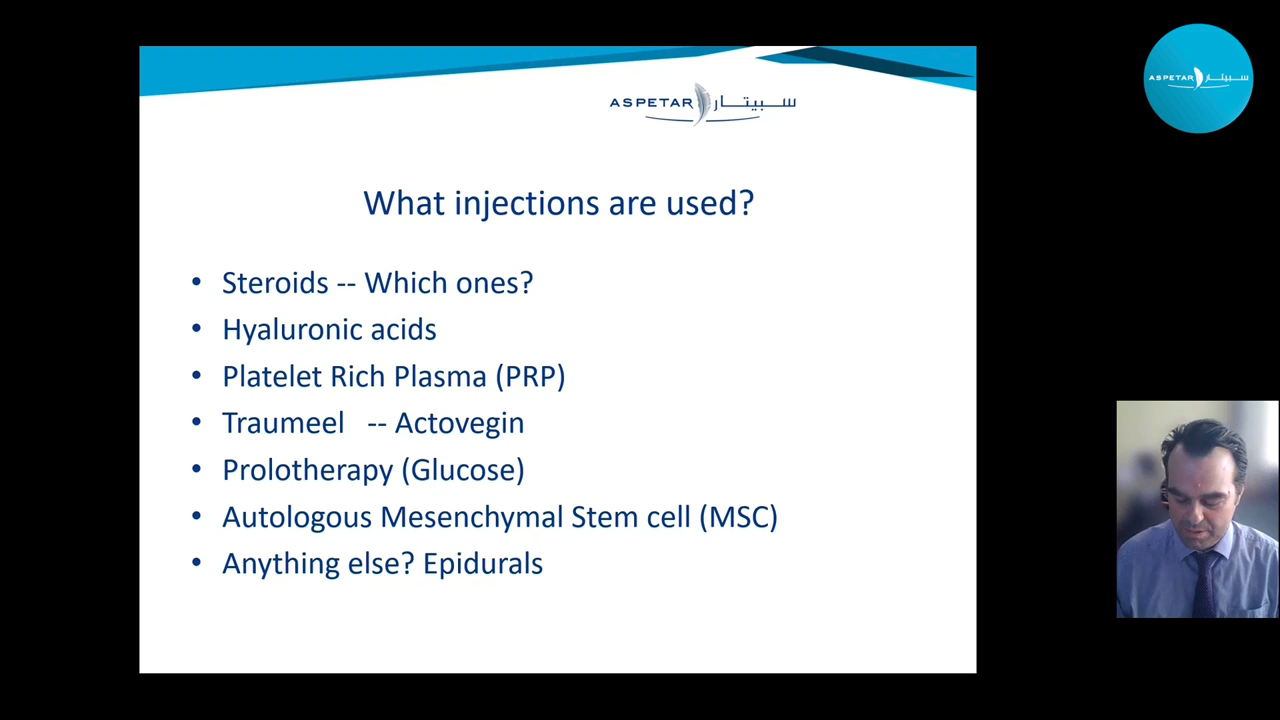 ASPETAR سبيتار
ASPETAR سبيتار
What injections are used?
• Steroids -- Which ones?
• Hyaluronic acids
• Platelet Rich Plasma (PRP)
• Traumeel -- Actovegin
• Prolotherapy (Glucose)
• Autologous Mesenchymal Stem cell (MSC)
• Anything else? Epidurals